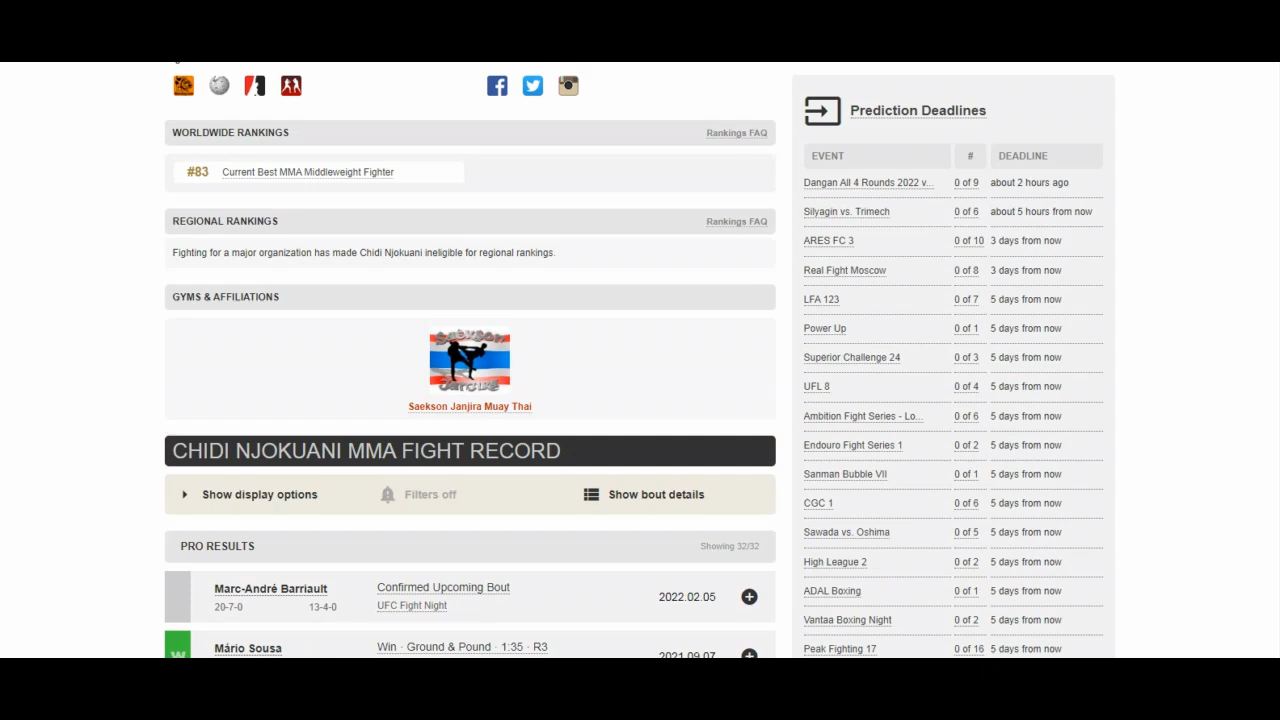 WORLDWIDE RANKINGS
Rankings FAQ
#83 Current Best MMA Middleweight Fighter
REGIONAL RANKINGS
Rankings FAQ
Fighting for a major organization has made Chidi Njokuani ineligible for regional rankings.
GYMS & AFFILIATIONS
Saekson
Janjira
Saekson Janjira Muay Thai
CHIDI NJOKUANI MMA FIGHT RECORD
Show display options
Filters off
Show bout details
PRO RESULTS
Showing 32/32
Marc-André Barriault
20-7-0 13-4-0
Confirmed Upcoming Bout
UFC Fight Night
2022.02.05
W
Mário Sousa
Win · Ground & Pound · 1:35 · R3
2021.09.07
Prediction Deadlines
EVENT # DEADLINE
Dangan All 4 Rounds 2022 v... 0 of 9 about 2 hours ago
Silyagin vs. Trimech 0 of 6 about 5 hours from now
ARES FC 3 0 of 10 3 days from now
Real Fight Moscow 0 of 8 3 days from now
LFA 123 0 of 7 5 days from now
Power Up 0 of 1 5 days from now
Superior Challenge 24 0 of 3 5 days from now
UFL 8 0 of 4 5 days from now
Ambition Fight Series - Lo... 0 of 6 5 days from now
Endouro Fight Series 1 0 of 2 5 days from now
Sanman Bubble VII 0 of 1 5 days from now
CGC 1 0 of 6 5 days from now
Sawada vs. Oshima 0 of 5 5 days from now
High League 2 0 of 2 5 days from now
ADAL Boxing 0 of 1 5 days from now
Vantaa Boxing Night 0 of 2 5 days from now
Peak Fighting 17 0 of 16 5 days from now